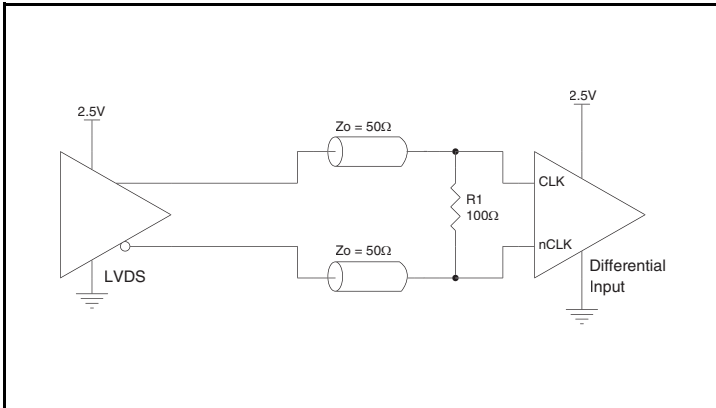 2.5V
2.5V
Zo = 50Ω
CLK
R1
100Ω
nCLK
Zo = 50Ω
LVDS
Differential
Input